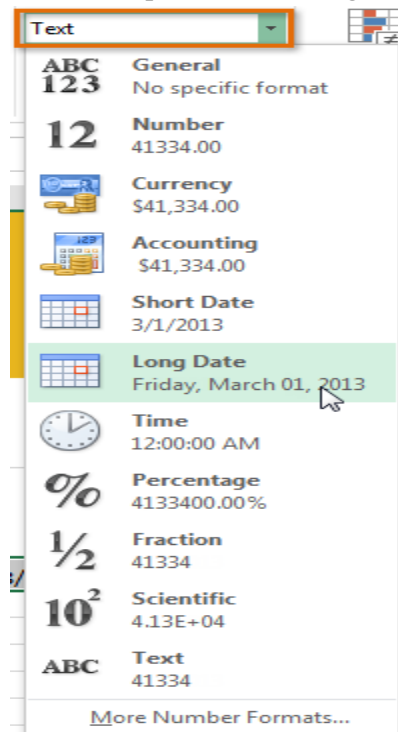 Text
ABC
123
General
No specific format
12
Number
41334.00
Currency
$41,334.00
123
Accounting
$41,334.00
Short Date
3/1/2013
Long Date
Friday, March 01, 2013
Time
12:00:00 AM
%
Percentage
4133400.00%
1/2
Fraction
41334
10²
Scientific
4.13E+04
ABC
Text
41334
More Number Formats...